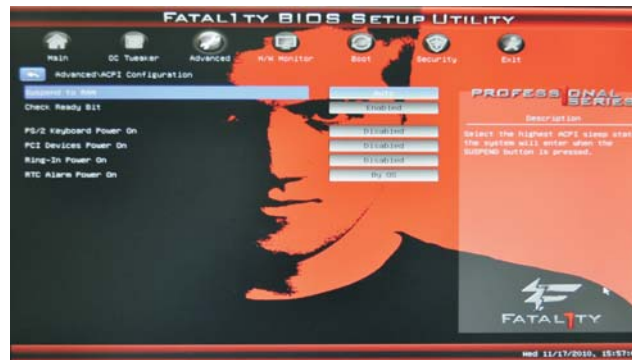 FATAL1TY BIOS SETUP UTILITY
Main
OC Tweaker
Advanced
H/W Monitor
Boot
Security
Exit
Advanced\ACPI Configuration
Suspend to RAM
Auto
Check Ready Bit
Enabled
PS/2 Keyboard Power On
Disabled
PCI Devices Power On
Disabled
Ring-In Power On
Disabled
RTC Alarm Power On
By OS
PROFESS1ONAL
SERIES
Description
Select the highest ACPI sleep stat
the system will enter when the
SUSPEND button is pressed.
FATAL1TY
Wed 11/17/2010, 15:57: